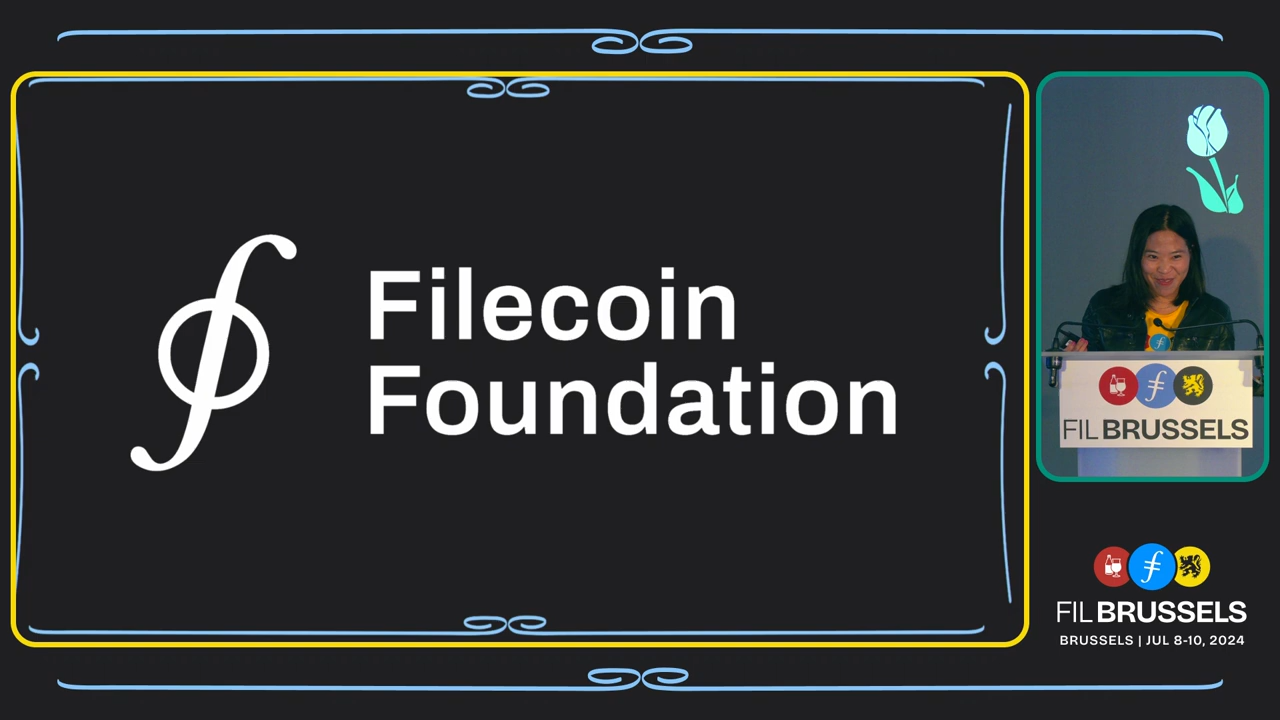 Filecoin
Foundation
FIL BRUSSELS
FIL BRUSSELS
BRUSSELS | JUL 8-10, 2024